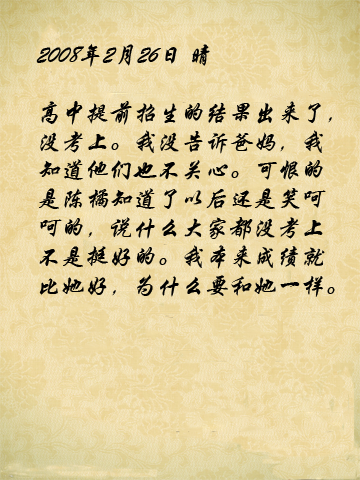 2008年2月26日 晴
高中提前招生的结果出来了，
没考上。我没告诉爸妈，我
知道他们也不关心。可恨的
是陈橘知道了以后还是笑呵
呵的，说什么大家都没考上
不是挺好的。我本来成绩就
比她好，为什么要和她一样。